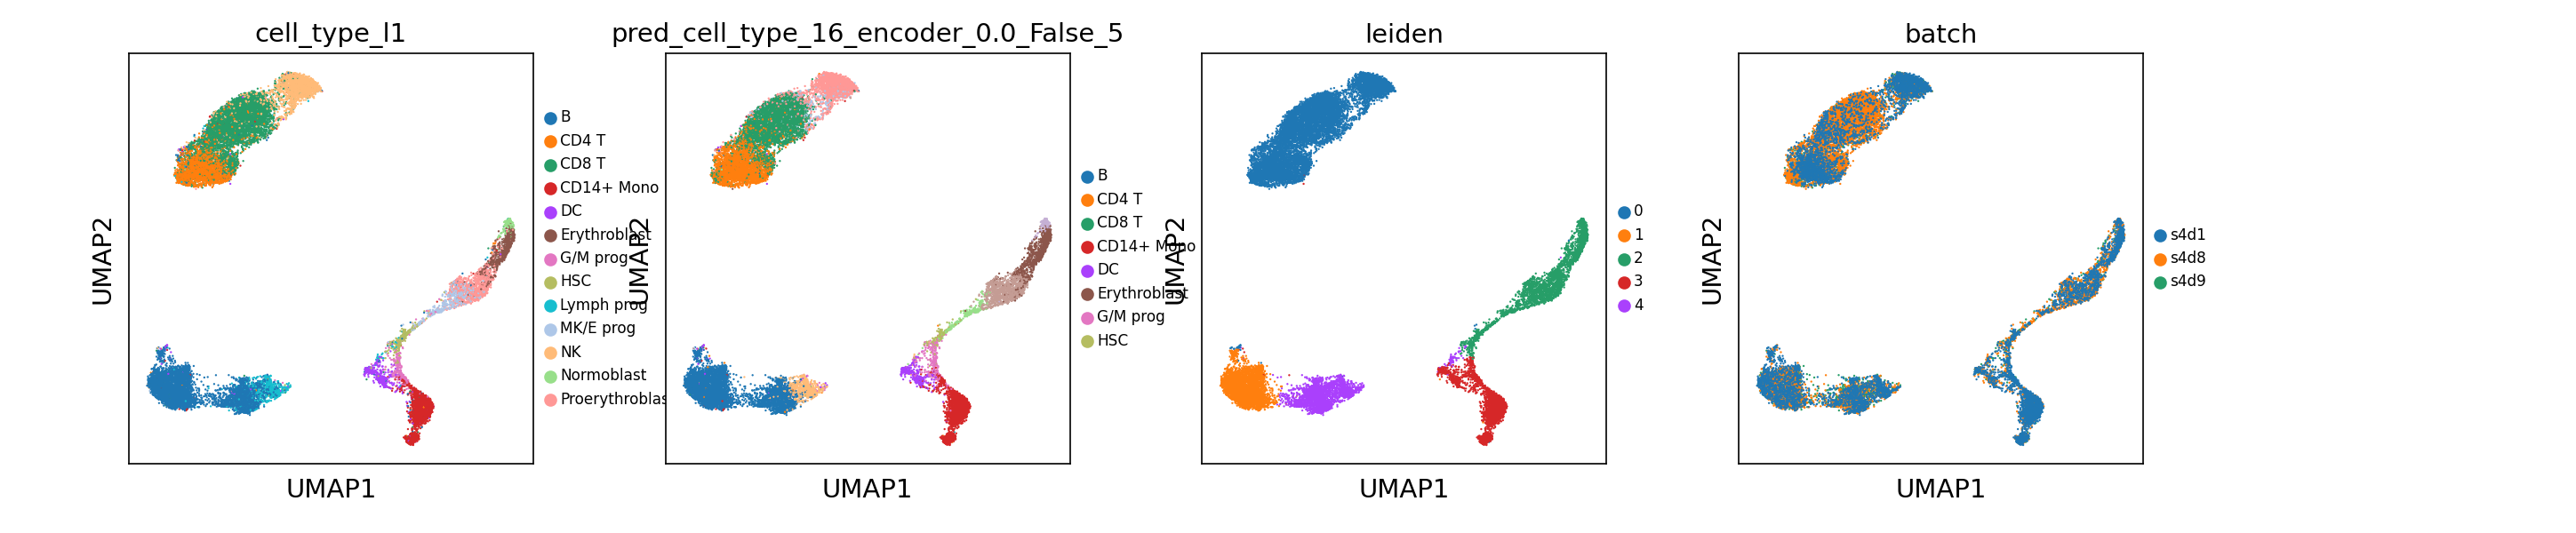 cell_type_l1
UMAP2
UMAP1
B
CD4 T
CD8 T
CD14+ Mono
DC
Erythroblast
G/M prog
HSC
Lymph prog
MK/E prog
NK
Normoblast
Proerythroblas
pred_cell_type_16_encoder_0.0_False_5
UMAP2
UMAP1
B
CD4 T
CD8 T
CD14+ Mono
DC
Erythroblast
G/M prog
HSC
leiden
UMAP2
UMAP1
0
1
2
3
4
batch
UMAP2
UMAP1
s4d1
s4d8
s4d9